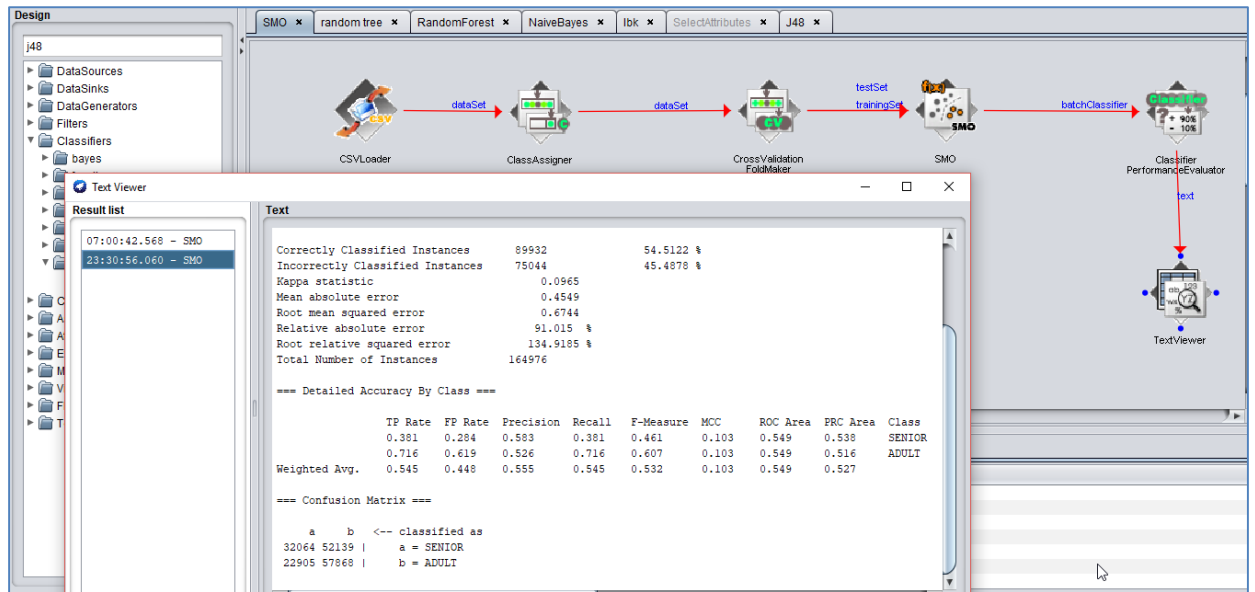 Design
SMO × random tree × RandomForest × NaiveBayes × Ibk × SelectAttributes × J48 ×
j48
DataSources
DataSinks
DataGenerators
Filters
Classifiers
bayes
dataSet
dataSet
testSet
trainingSet
batchClassifier
CSV
C
CV
f(x)
SMO
Classifier
? + 90%
- 10%
CSVLoader
ClassAssigner
CrossValidation
FoldMaker
SMO
Classifier
PerformanceEvaluator
text
TextViewer
Text Viewer
Result list
07:00:42.568 - SMO
23:30:56.060 - SMO
C
A
A
E
M
V
F
T
Text
Correctly Classified Instances 89932 54.5122 %
Incorrectly Classified Instances 75044 45.4878 %
Kappa statistic 0.0965
Mean absolute error 0.4549
Root mean squared error 0.6744
Relative absolute error 91.015 %
Root relative squared error 134.9185 %
Total Number of Instances 164976
=== Detailed Accuracy By Class ===
TP Rate FP Rate Precision Recall F-Measure MCC ROC Area PRC Area Class
0.381 0.284 0.583 0.381 0.461 0.103 0.549 0.538 SENIOR
0.716 0.619 0.526 0.716 0.607 0.103 0.549 0.516 ADULT
Weighted Avg. 0.545 0.448 0.555 0.545 0.532 0.103 0.549 0.527
=== Confusion Matrix ===
a b <-- classified as
32064 52139 | a = SENIOR
22905 57868 | b = ADULT